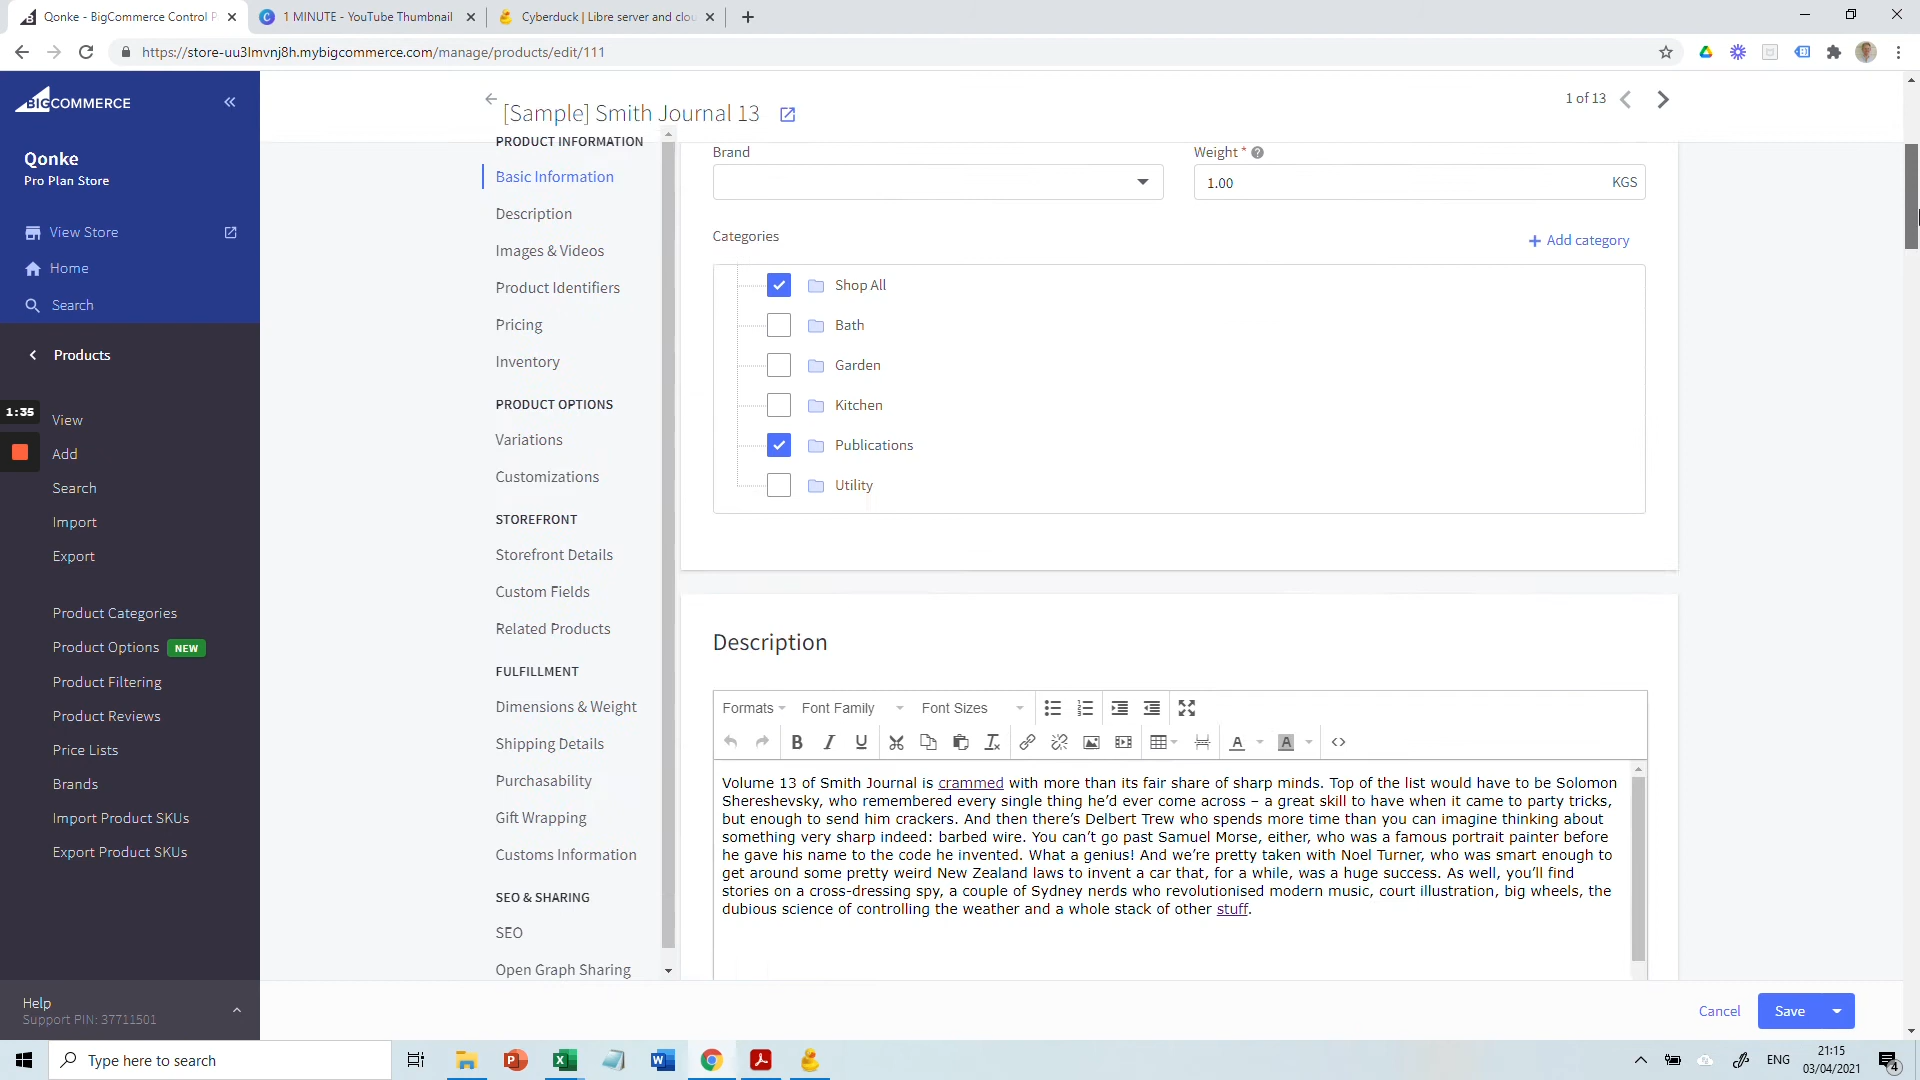 Qonke - BigCommerce Control P
1 MINUTE - YouTube Thumbnail
Cyberduck | Libre server and clou
https://store-uu3lmvnj8h.mybigcommerce.com/manage/products/edit/111
BIGCOMMERCE
Qonke
Pro Plan Store
View Store
Home
Search
Products
1:35
View
Add
Search
Import
Export
Product Categories
Product Options NEW
Product Filtering
Product Reviews
Price Lists
Brands
Import Product SKUs
Export Product SKUs
Help
Support PIN: 37711501
[Sample] Smith Journal 13
1 of 13
PRODUCT INFORMATION
Basic Information
Description
Images & Videos
Product Identifiers
Pricing
Inventory
PRODUCT OPTIONS
Variations
Customizations
STOREFRONT
Storefront Details
Custom Fields
Related Products
FULFILLMENT
Dimensions & Weight
Shipping Details
Purchasability
Gift Wrapping
Customs Information
SEO & SHARING
SEO
Open Graph Sharing
Brand
Weight *
1.00 KGS
Categories
Add category
Shop All
Bath
Garden
Kitchen
Publications
Utility
Description
Formats Font Family Font Sizes
Volume 13 of Smith Journal is crammed with more than its fair share of sharp minds. Top of the list would have to be Solomon
Shereshevsky, who remembered every single thing he’d ever come across – a great skill to have when it came to party tricks,
but enough to send him crackers. And then there’s Delbert Trew who spends more time than you can imagine thinking about
something very sharp indeed: barbed wire. You can’t go past Samuel Morse, either, who was a famous portrait painter before
he gave his name to the code he invented. What a genius! And we’re pretty taken with Noel Turner, who was smart enough to
get around some pretty weird New Zealand laws to invent a car that, for a while, was a huge success. As well, you’ll find
stories on a cross-dressing spy, a couple of Sydney nerds who revolutionised modern music, court illustration, big wheels, the
dubious science of controlling the weather and a whole stack of other stuff.
Cancel
Save
Type here to search
ENG
21:15
03/04/2021
4